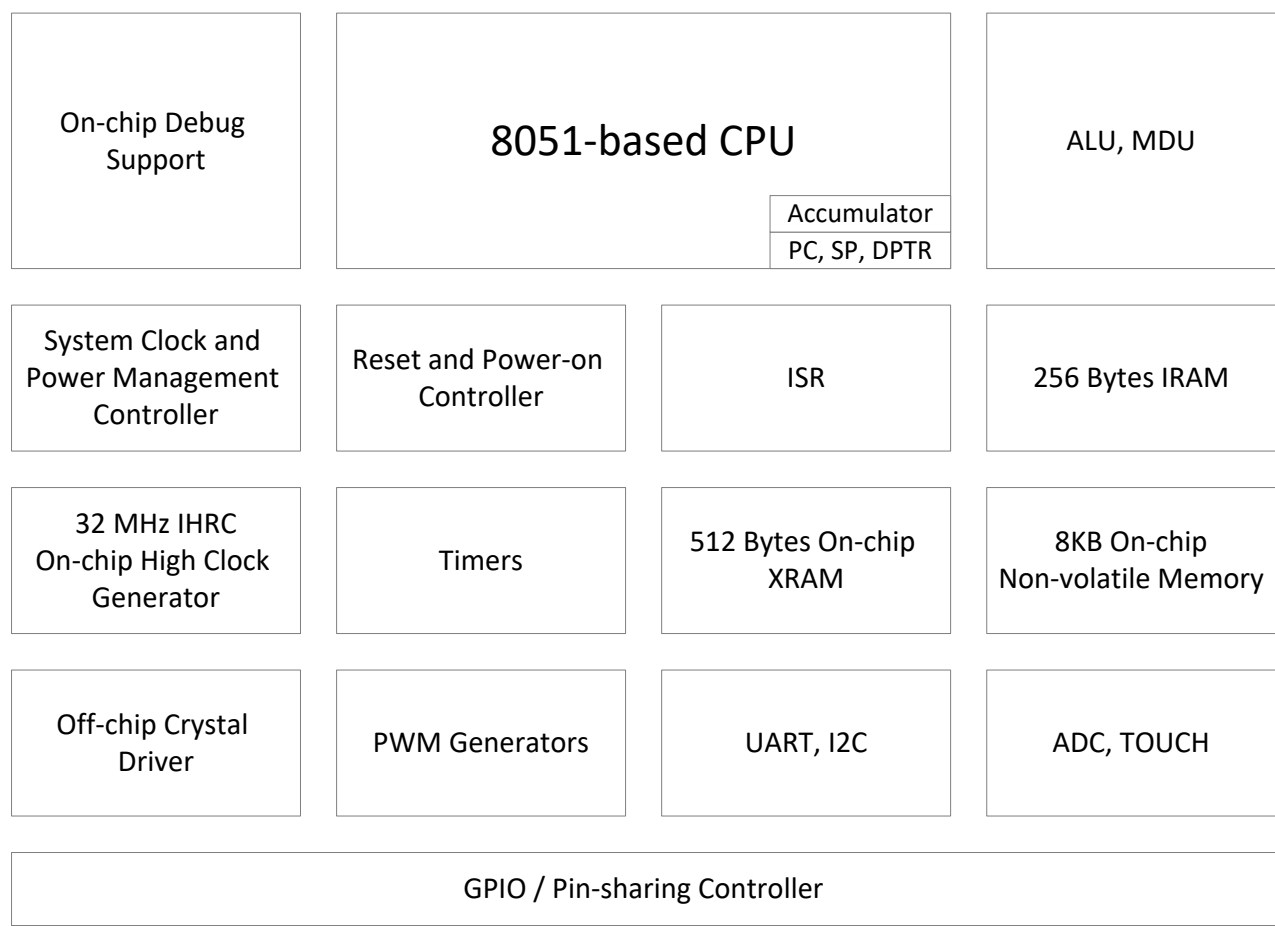 On-chip Debug
Support
8051-based CPU
Accumulator
PC, SP, DPTR
ALU, MDU
System Clock and
Power Management
Controller
Reset and Power-on
Controller
ISR
256 Bytes IRAM
32 MHz IHRC
On-chip High Clock
Generator
Timers
512 Bytes On-chip
XRAM
8KB On-chip
Non-volatile Memory
Off-chip Crystal
Driver
PWM Generators
UART, I2C
ADC, TOUCH
GPIO / Pin-sharing Controller